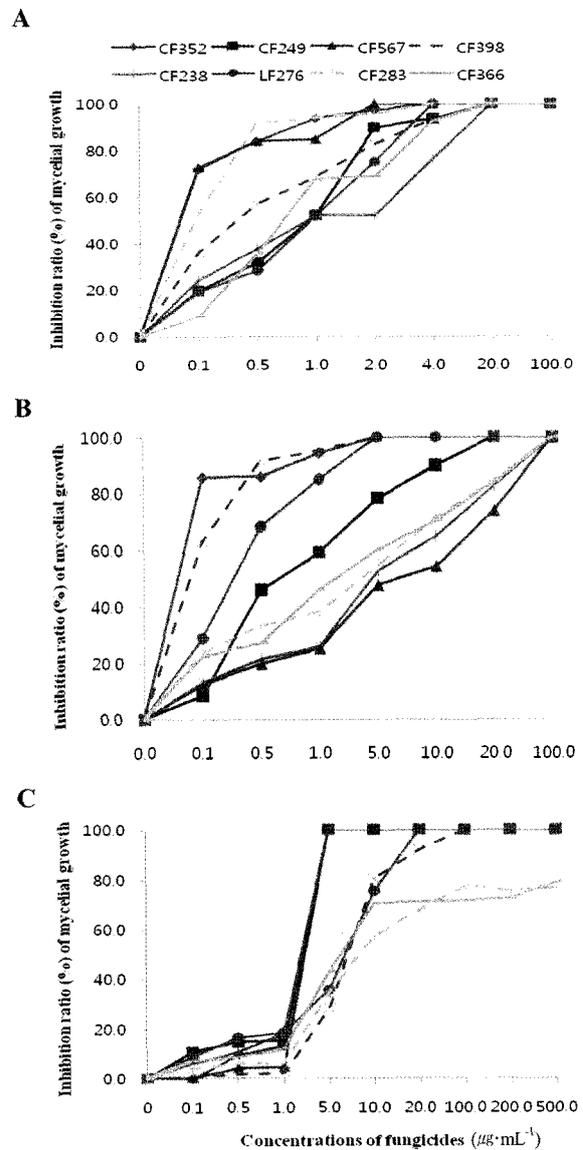 A
CF352 CF249 CF567 CF398
CF238 LF276 CF283 CF366
Inhibition ratio (%) of mycelial growth
100.0
80.0
60.0
40.0
20.0
0.0
0 0.1 0.5 1.0 2.0 4.0 20.0 100.0
B
Inhibition ratio (%) of mycelial growth
100.0
80.0
60.0
40.0
20.0
0.0
0.0 0.1 0.5 1.0 5.0 10.0 20.0 100.0
C
Inhibition ratio (%) of mycelial growth
100.0
80.0
60.0
40.0
20.0
0.0
0 0.1 0.5 1.0 5.0 10.0 20.0 100.0 200.0 500.0
Concentrations of fungicides (μg·mL⁻¹)